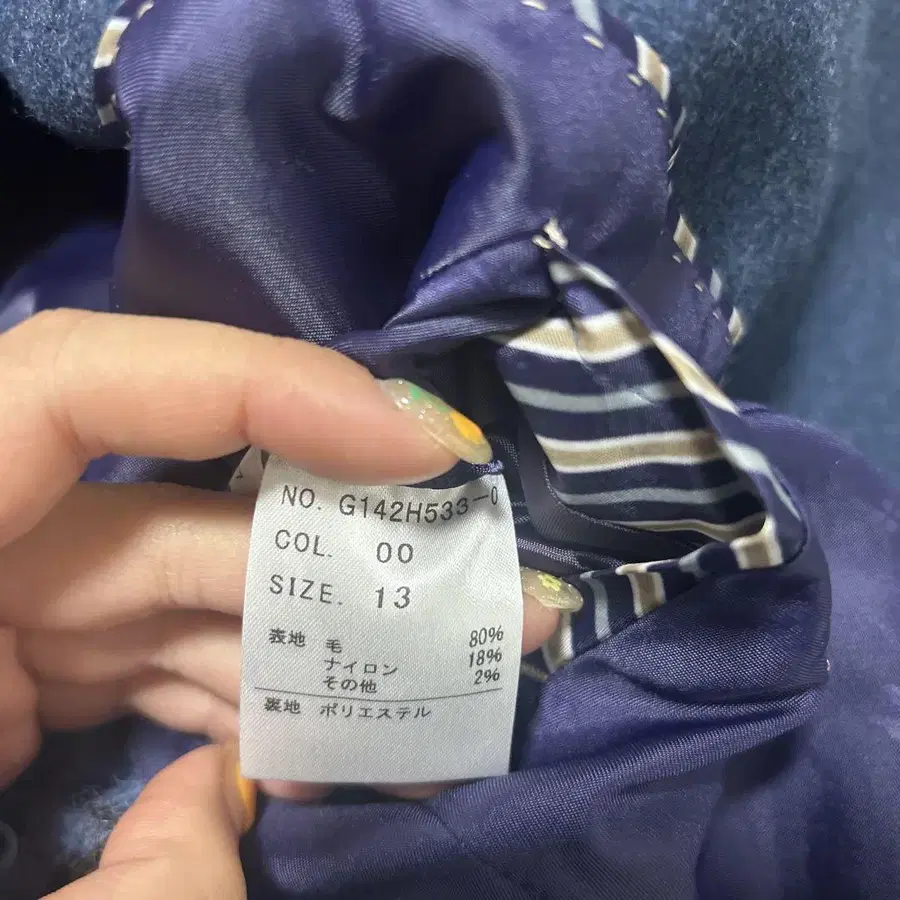 NO. G142H533-0
COL. 00
SIZE. 13
表地 毛 80%
ナイロン 18%
その他 2%
裏地 ポリエステル